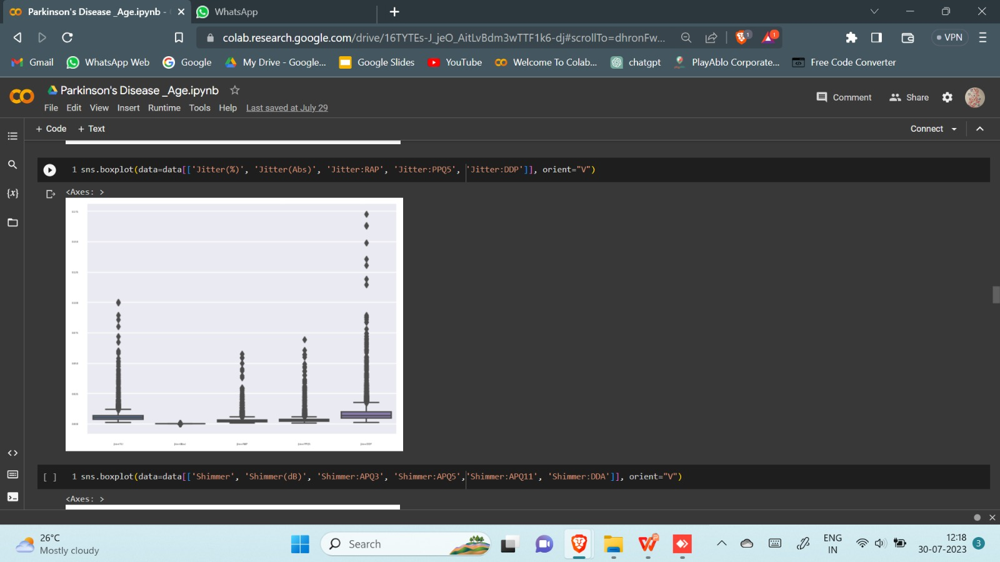 Parkinson's Disease _Age.ipynb -
WhatsApp
colab.research.google.com/drive/16TYTEs-J_jeO_AitLvBdm3wTTF1k6-dj#scrollTo=dhronFw...
1
1
VPN
Gmail
WhatsApp Web
Google
My Drive - Google...
Google Slides
YouTube
Welcome To Colab...
chatgpt
PlayAblo Corporate...
Free Code Converter
Parkinson's Disease _Age.ipynb
Comment
Share
File Edit View Insert Runtime Tools Help Last saved at July 29
+ Code + Text
Connect
1 sns.boxplot(data=data[['Jitter(%)', 'Jitter(Abs)', 'Jitter:RAP', 'Jitter:PPQ5', 'Jitter:DDP']], orient="V")
{x}
<Axes: >
[ ] 1 sns.boxplot(data=data[['Shimmer', 'Shimmer(dB)', 'Shimmer:APQ3', 'Shimmer:APQ5','Shimmer:APQ11', 'Shimmer:DDA']], orient="V")
<Axes: >
26°C
Mostly cloudy
Search
ENG
IN
12:18
30-07-2023
3